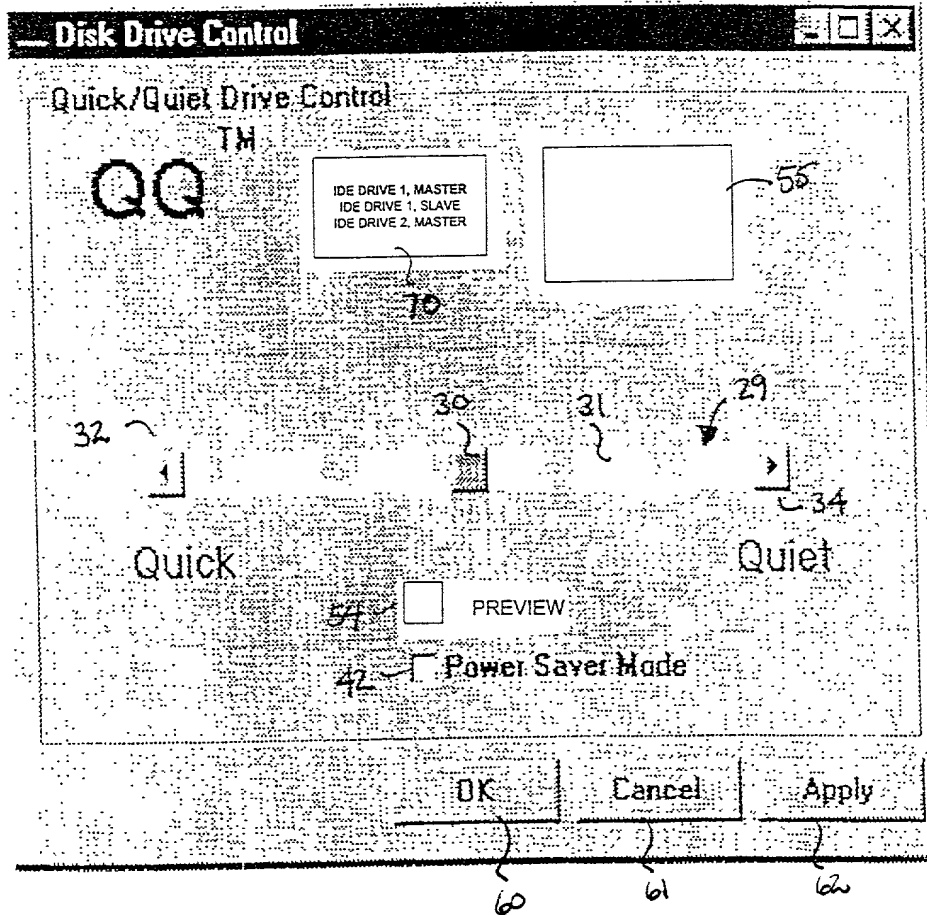 Disk Drive Control
Quick/Quiet Drive Control
TM
QQ
IDE DRIVE 1, MASTER
IDE DRIVE 1, SLAVE
IDE DRIVE 2, MASTER
55
70
32
30
31
29
34
Quick
Quiet
54
PREVIEW
42
Power Saver Mode
OK
Cancel
Apply
60
61
62